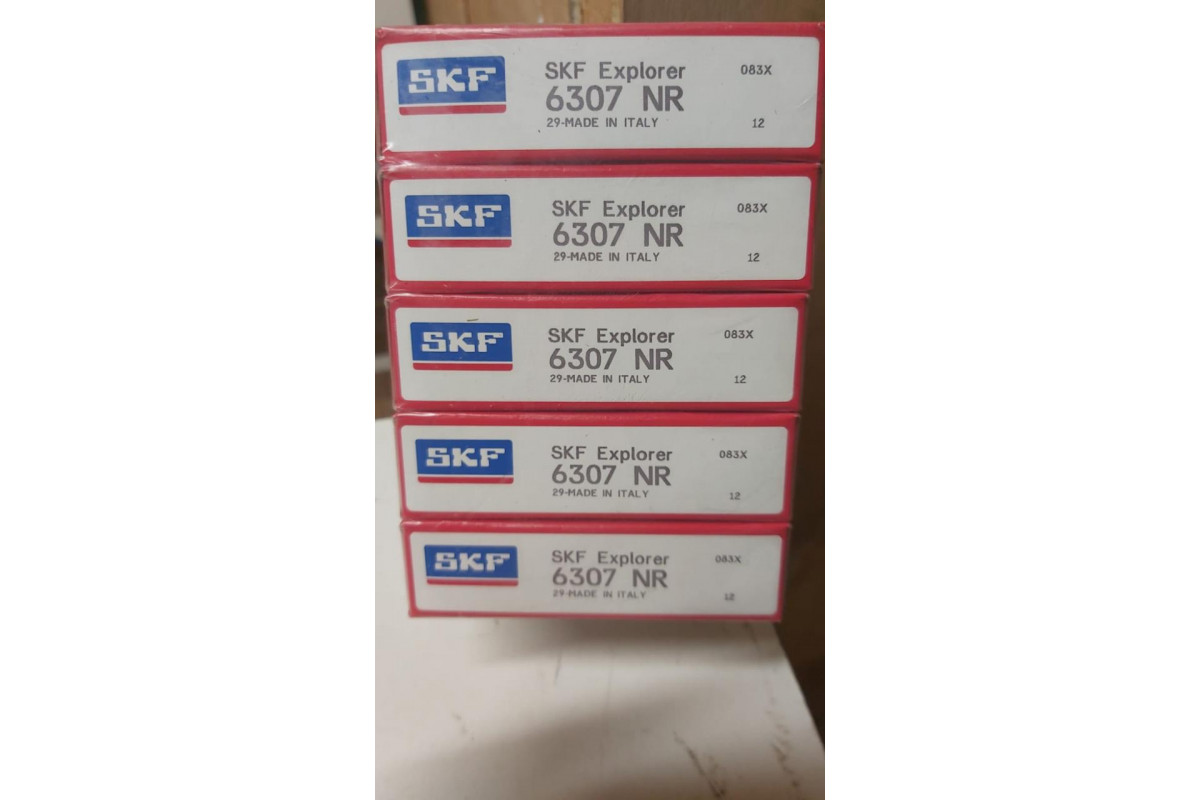 SKF
SKF Explorer
083X
6307 NR
29-MADE IN ITALY
12
SKF
SKF Explorer
083X
6307 NR
29-MADE IN ITALY
12
SKF
SKF Explorer
083X
6307 NR
29-MADE IN ITALY
12
SKF
SKF Explorer
083X
6307 NR
29-MADE IN ITALY
12
SKF
SKF Explorer
083X
6307 NR
29-MADE IN ITALY
12